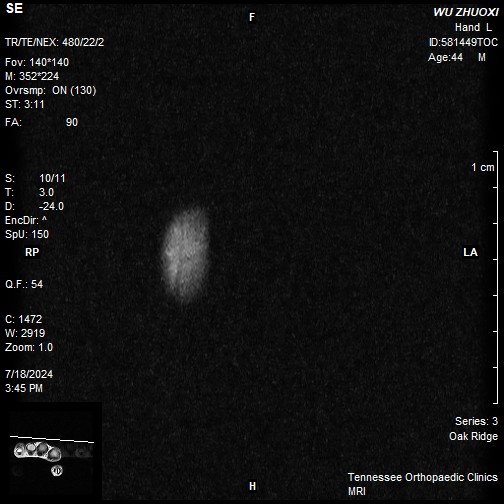 SE
F
WU ZHUOXI
Hand L
ID:581449TOC
Age:44 M
TR/TE/NEX: 480/22/2
Fov: 140*140
M: 352*224
Ovrsmp: ON (130)
ST: 3:11
FA: 90
1 cm
S: 10/11
T: 3.0
D: -24.0
EncDir: ^
SpU: 150
RP
LA
Q.F.: 54
C: 1472
W: 2919
Zoom: 1.0
7/18/2024
3:45 PM
Series: 3
Oak Ridge
Tennessee Orthopaedic Clinics
MRI
H